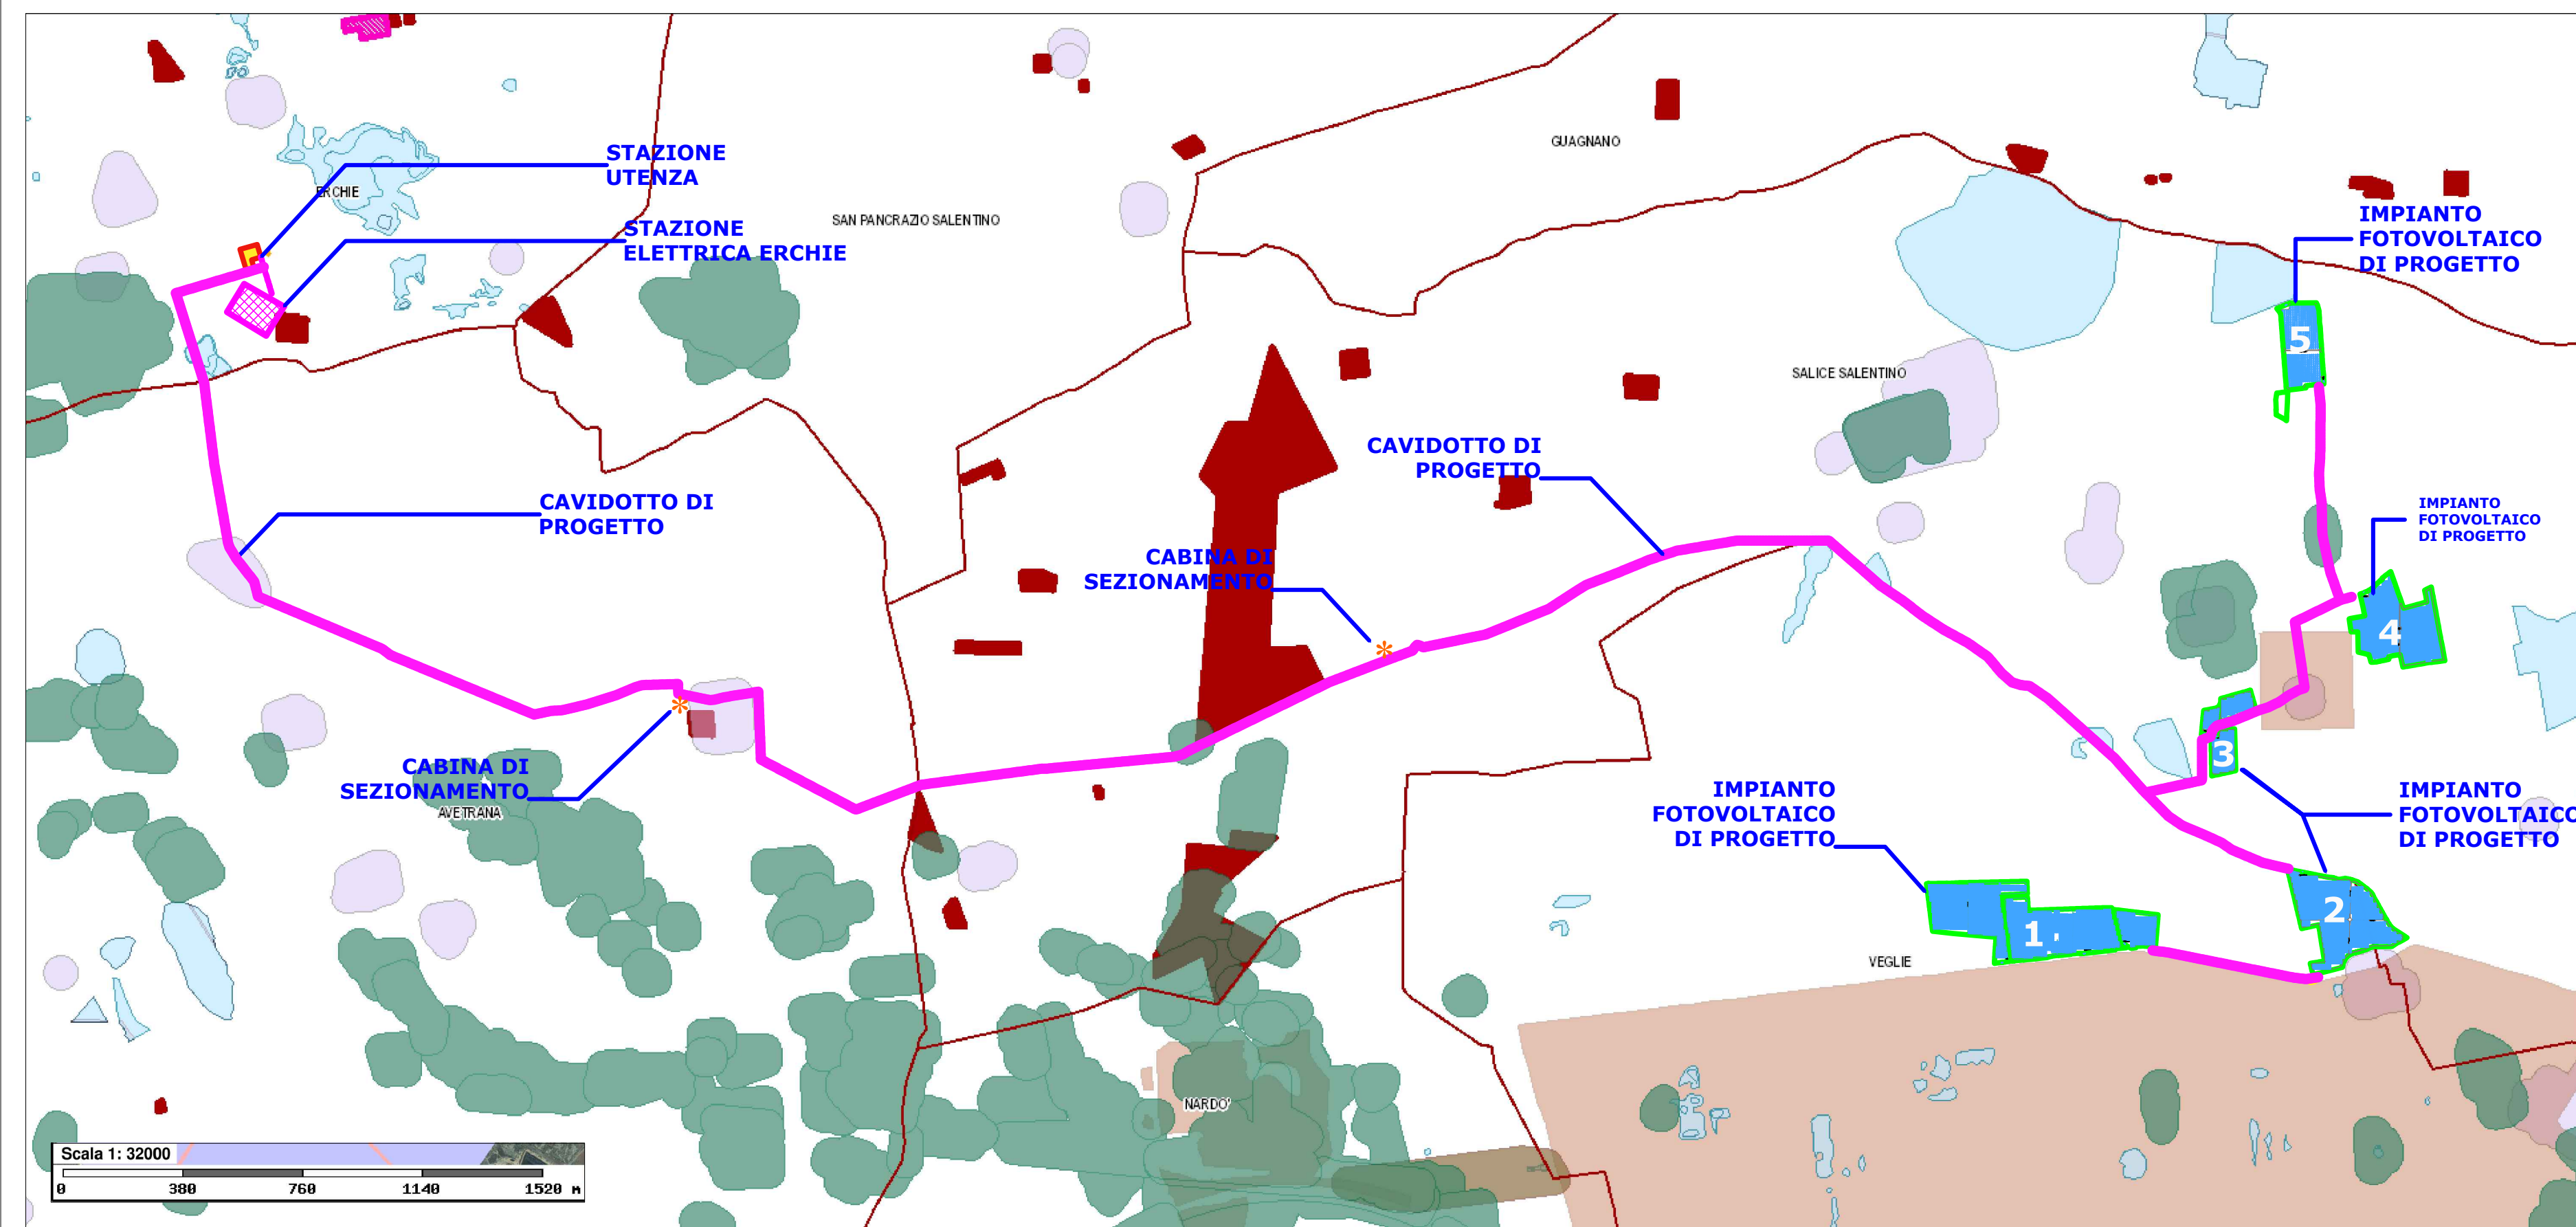 GUAGNANO
STAZIONE
UTENZA
ERCHIE
SAN PANCRAZIO SALENTINO
STAZIONE
ELETTRICA ERCHIE
IMPIANTO
FOTOVOLTAICO
DI PROGETTO
5
SALICE SALENTINO
CAVIDOTTO DI
PROGETTO
CAVIDOTTO DI
PROGETTO
IMPIANTO
FOTOVOLTAICO
DI PROGETTO
CABINA DI
SEZIONAMENTO
*
4
*
3
CABINA DI
SEZIONAMENTO
AVETRANA
IMPIANTO
FOTOVOLTAICO
DI PROGETTO
IMPIANTO
FOTOVOLTAICO
DI PROGETTO
2
1
VEGLIE
NARDO'
Scala 1: 32000
0 380 760 1140 1520 m